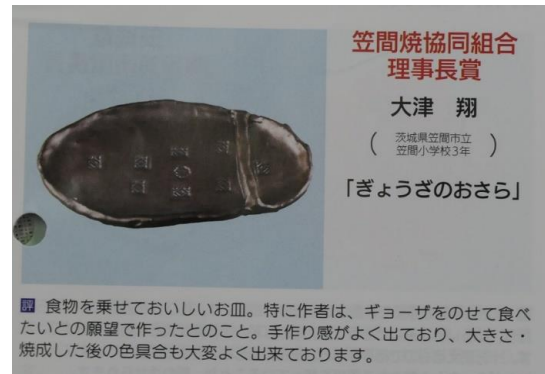 笠間焼協同組合
理事長賞
大津 翔
(茨城県笠間市立
笠間小学校3年)
「ぎょうざのおさら」
評 食物を乗せておいしいお皿。特に作者は、ギョーザをのせて食べ
たいとの願望で作ったとのこと。手作り感がよく出ており、大きさ・
焼成した後の色具合も大変よく出来ております。